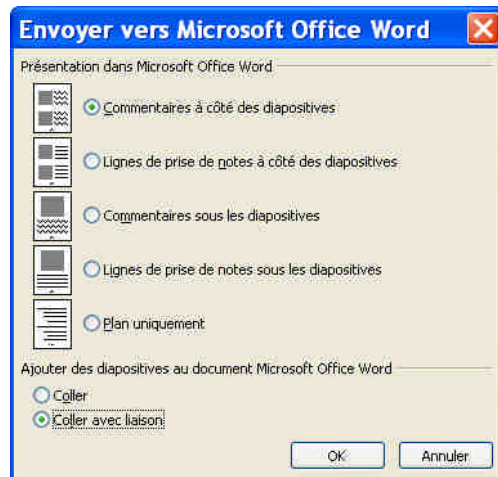 Envoyer vers Microsoft Office Word
Présentation dans Microsoft Office Word
Commentaires à côté des diapositives
Lignes de prise de notes à côté des diapositives
Commentaires sous les diapositives
Lignes de prise de notes sous les diapositives
Plan uniquement
Ajouter des diapositives au document Microsoft Office Word
Coller
Coller avec liaison
OK Annuler